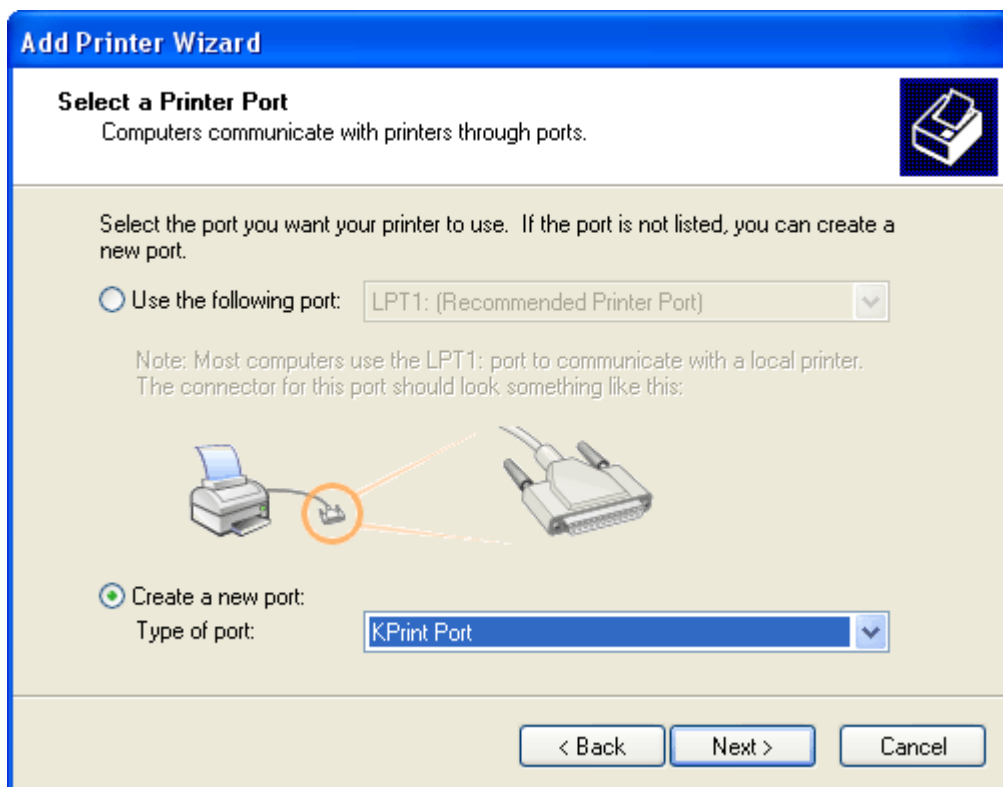 Add Printer Wizard
Select a Printer Port
Computers communicate with printers through ports.
Select the port you want your printer to use. If the port is not listed, you can create a
new port.
Use the following port: LPT1: (Recommended Printer Port)
Note: Most computers use the LPT1: port to communicate with a local printer.
The connector for this port should look something like this:
Create a new port:
Type of port: KPrint Port
< Back Next > Cancel